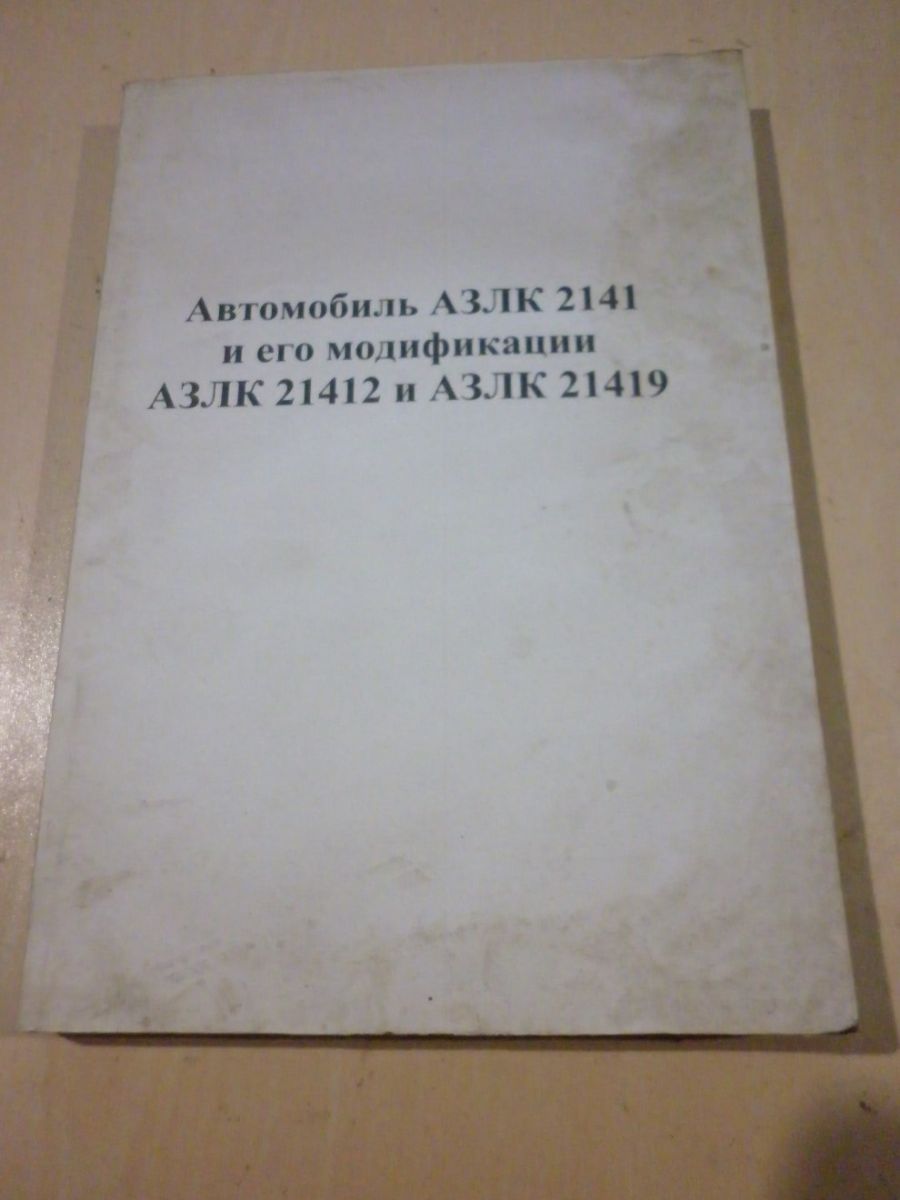 Автомобиль АЗЛК 2141
и его модификации
АЗЛК 21412 и АЗЛК 21419